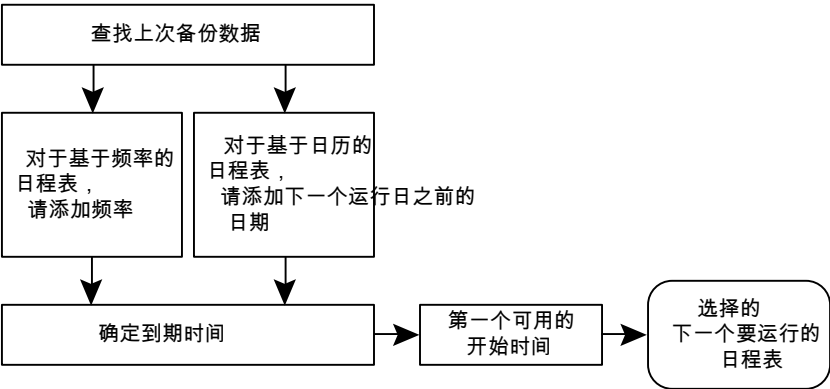 查找上次备份数据
对于基于频率的
日程表，
请添加频率
对于基于日历的
日程表，
请添加下一个运行日之前的
日期
确定到期时间
第一个可用的
开始时间
选择的
下一个要运行的
日程表